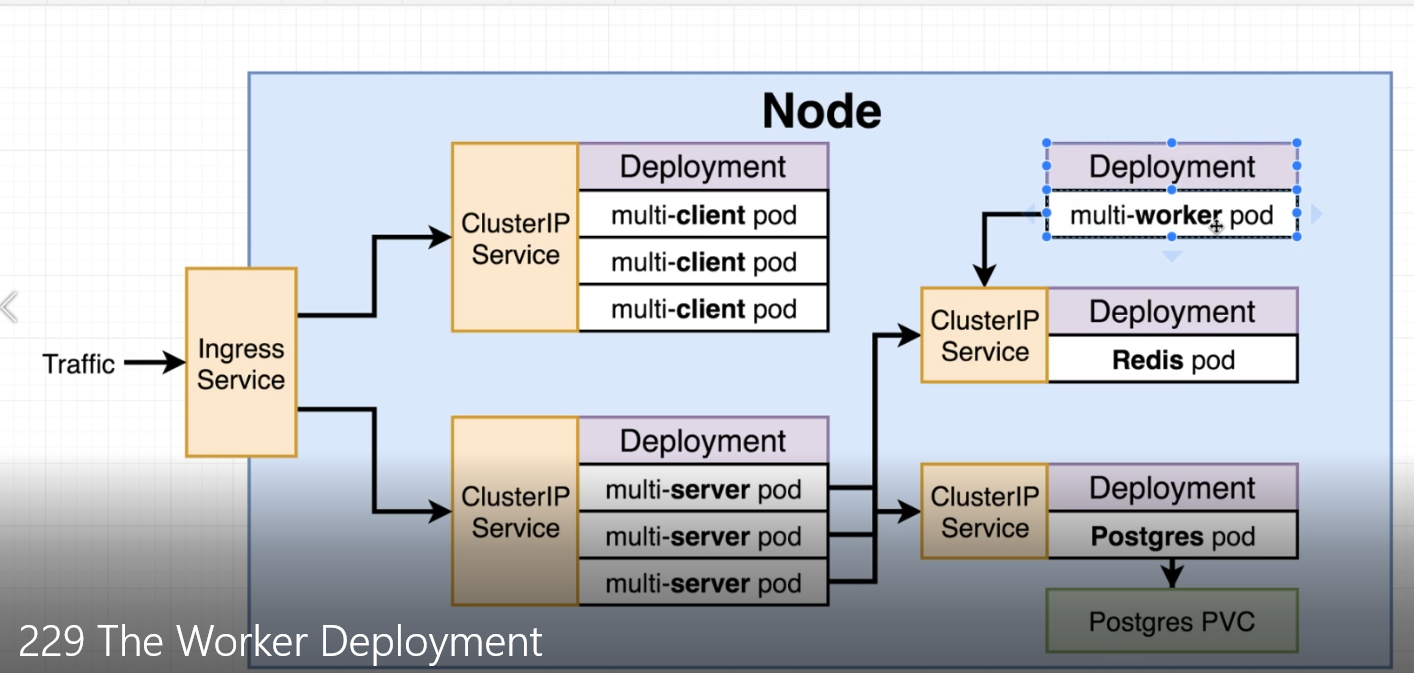 Node
Deployment
multi-client pod
multi-client pod
multi-client pod
ClusterIP
Service
Deployment
multi-worker pod
ClusterIP
Service
Deployment
Redis pod
Traffic
Ingress
Service
ClusterIP
Service
Deployment
multi-server pod
multi-server pod
multi-server pod
ClusterIP
Service
Deployment
Postgres pod
Postgres PVC
229 The Worker Deployment